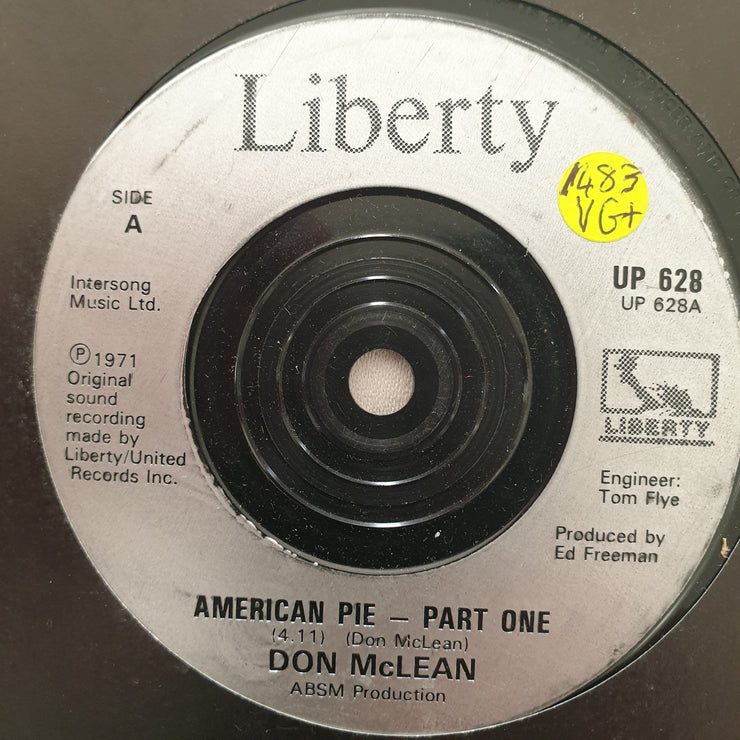 Liberty
1483
VG+
SIDE
A
Intersong
Music Ltd.
℗ 1971
Original
sound
recording
made by
Liberty/United
Records Inc.
UP 628
UP 628A
LIBERTY
Engineer:
Tom Flye
Produced by
Ed Freeman
AMERICAN PIE – PART ONE
(4.11) (Don McLean)
DON McLEAN
ABSM Production